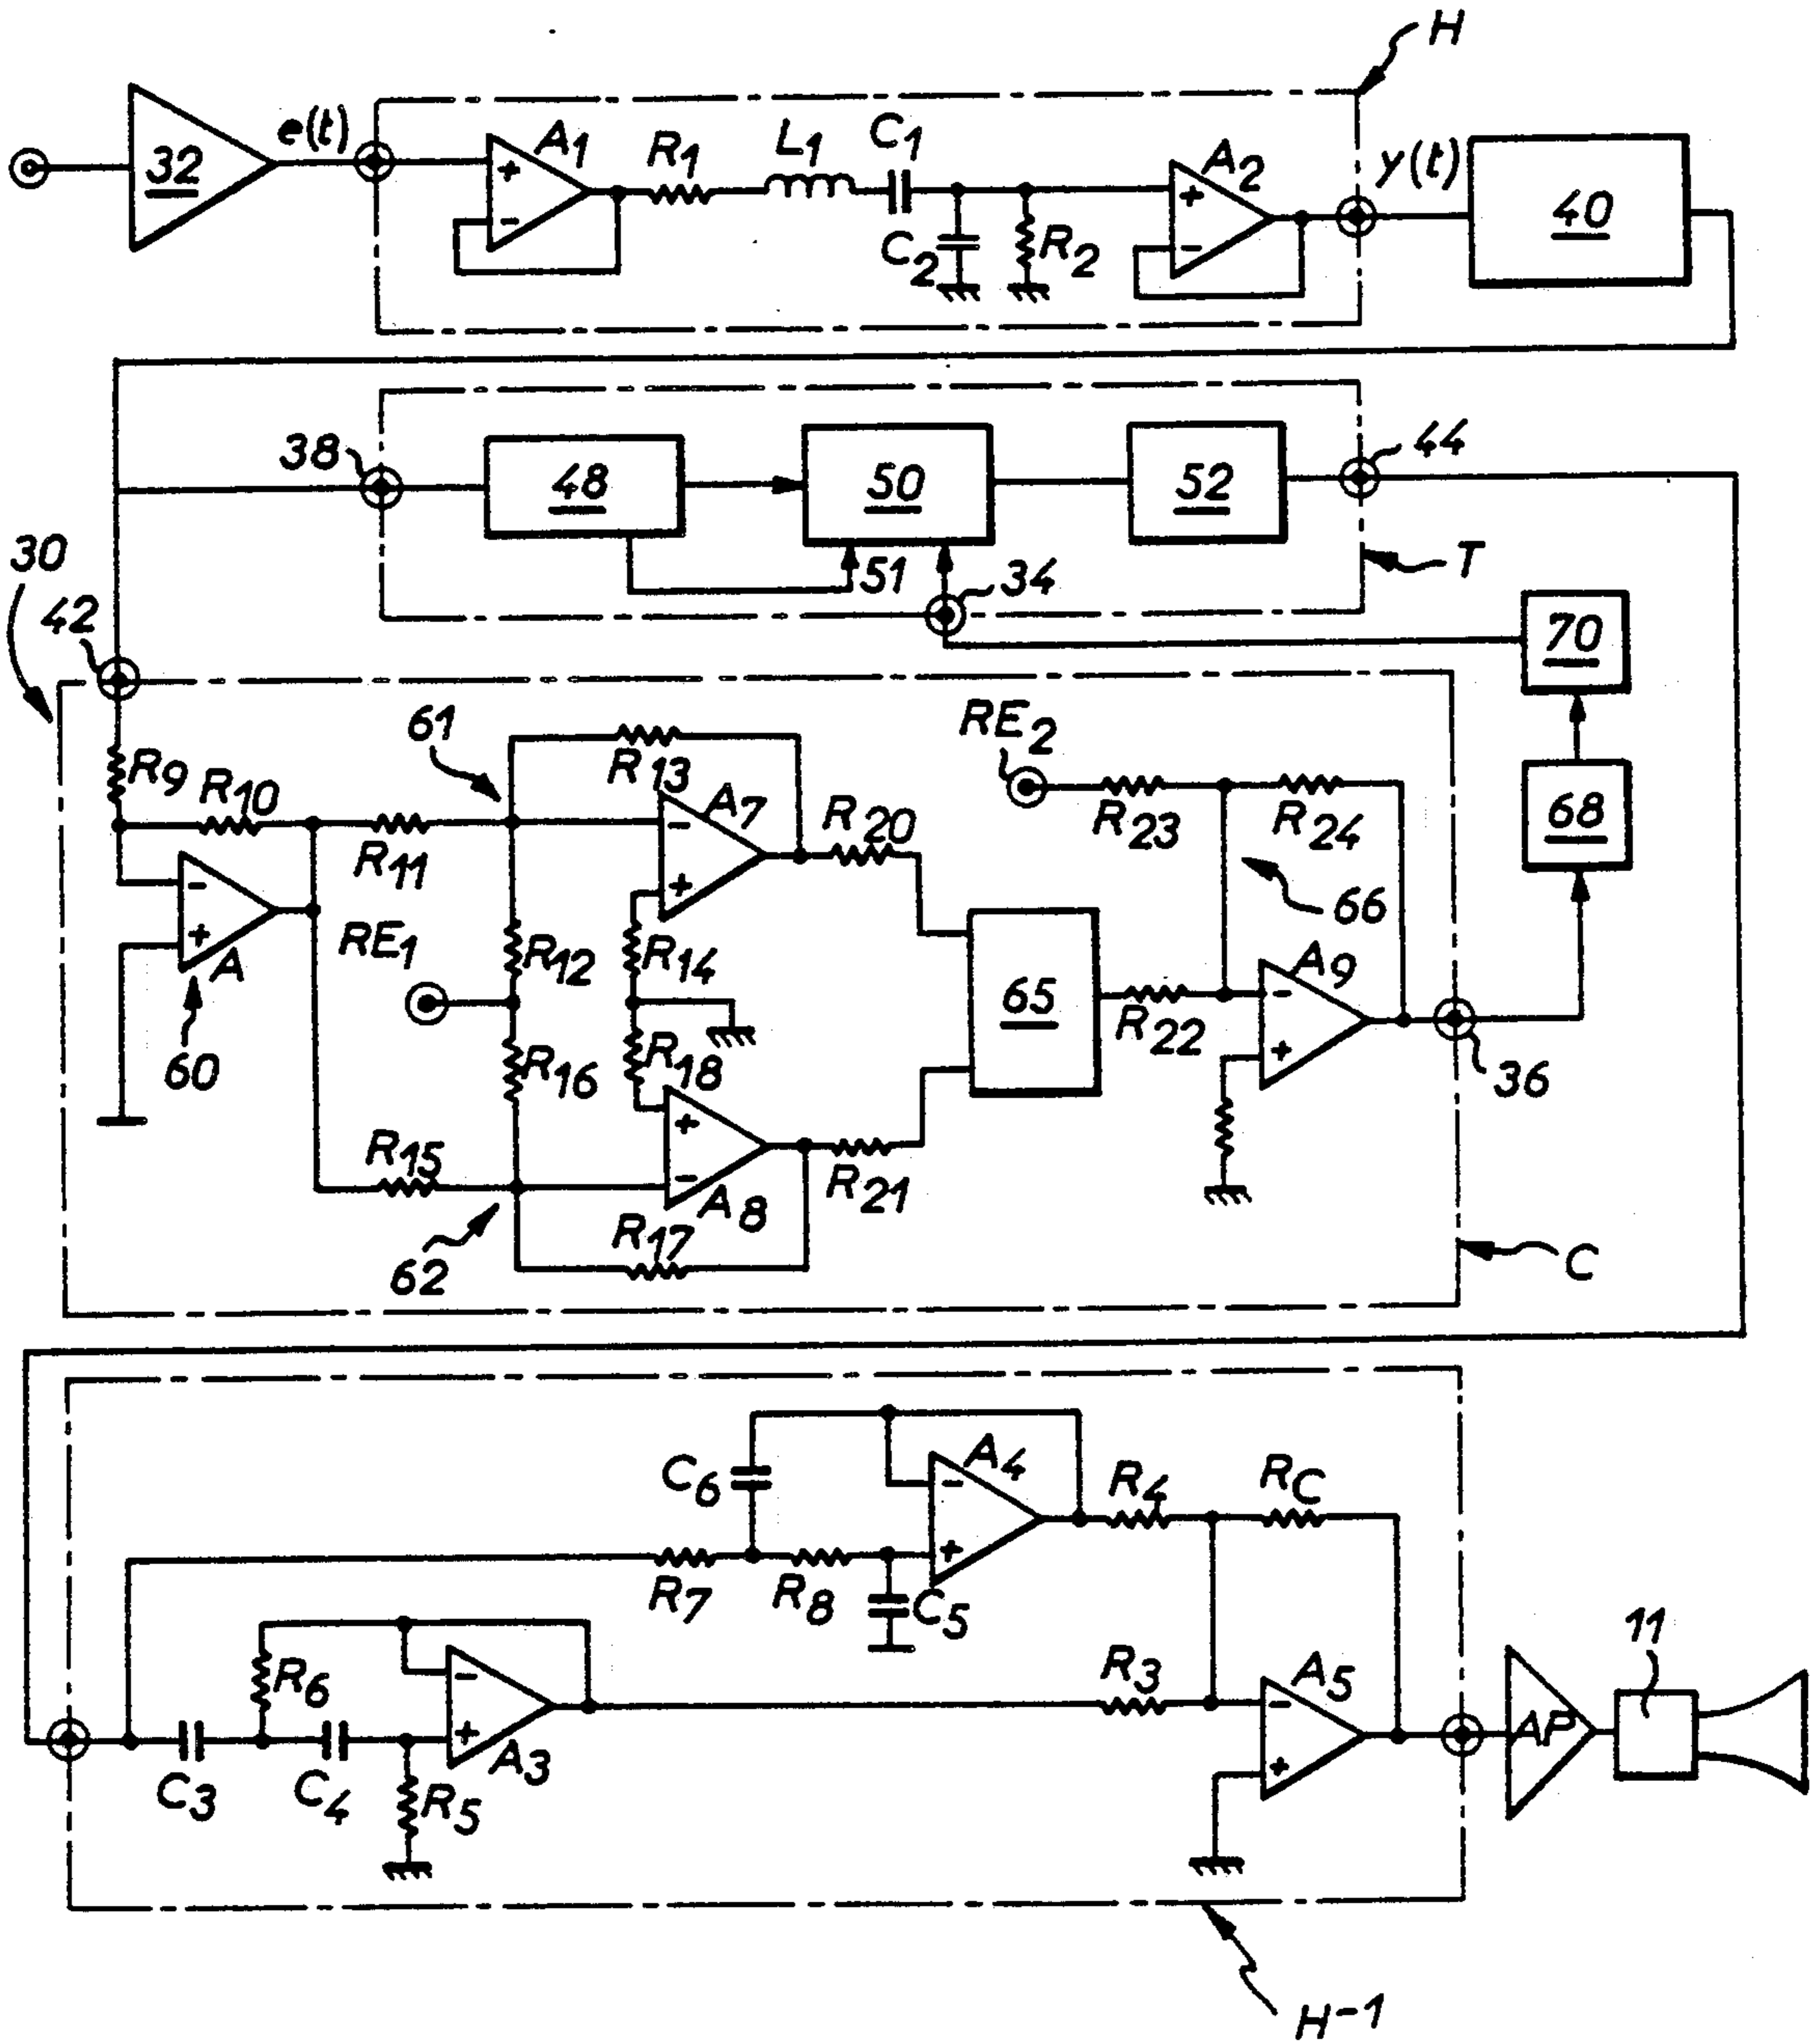 H
32
e(t)
A1
R1
L1
C1
C2
R2
A2
y(t)
40
38
48
50
52
44
51
34
T
30
42
70
68
R9
R10
R11
61
R13
A7
R20
RE2
R23
R24
66
A
60
RE1
R12
R14
R16
R18
65
R22
A9
36
R15
62
R17
A8
R21
C
C6
A4
R4
RC
R7
R8
C5
R6
A3
R3
A5
C3
C4
R5
AP
11
H-1
+
-
+
-
-
+
-
+
+
-
-
+
-
+
-
+
-
+